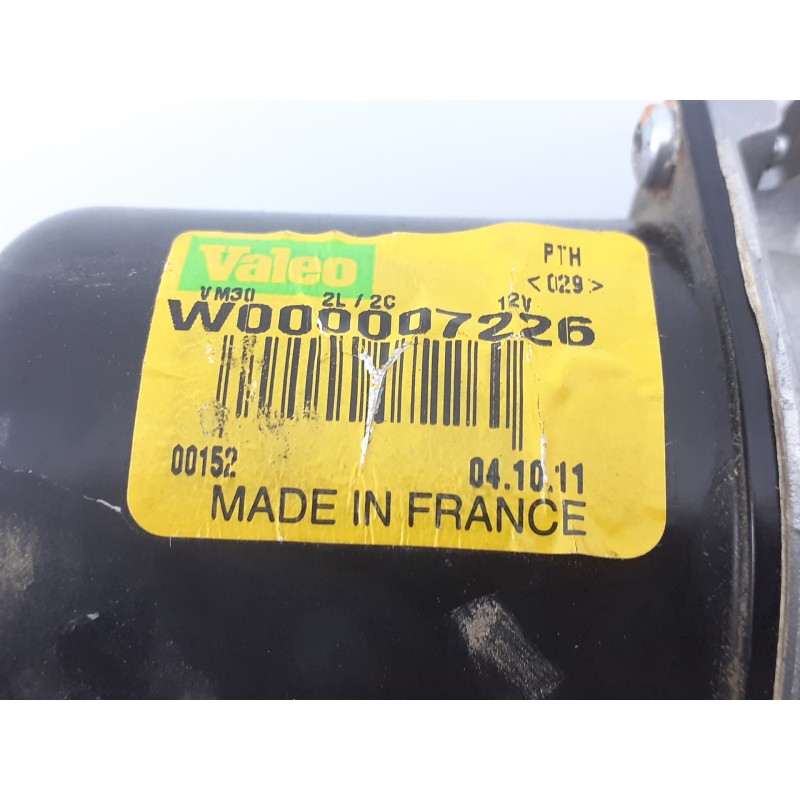 Valeo PTH
<029>
VM30 2L / 2C 12V
W000007226
00152 04.10.11
MADE IN FRANCE